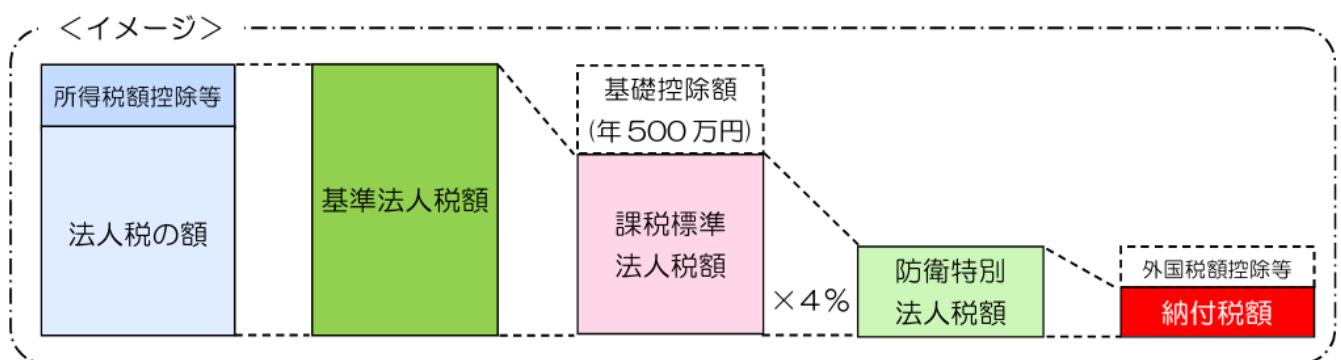 ＜イメージ＞
所得税額控除等
法人税の額
基準法人税額
基礎控除額
(年500万円)
課税標準
法人税額
×４％
防衛特別
法人税額
外国税額控除等
納付税額